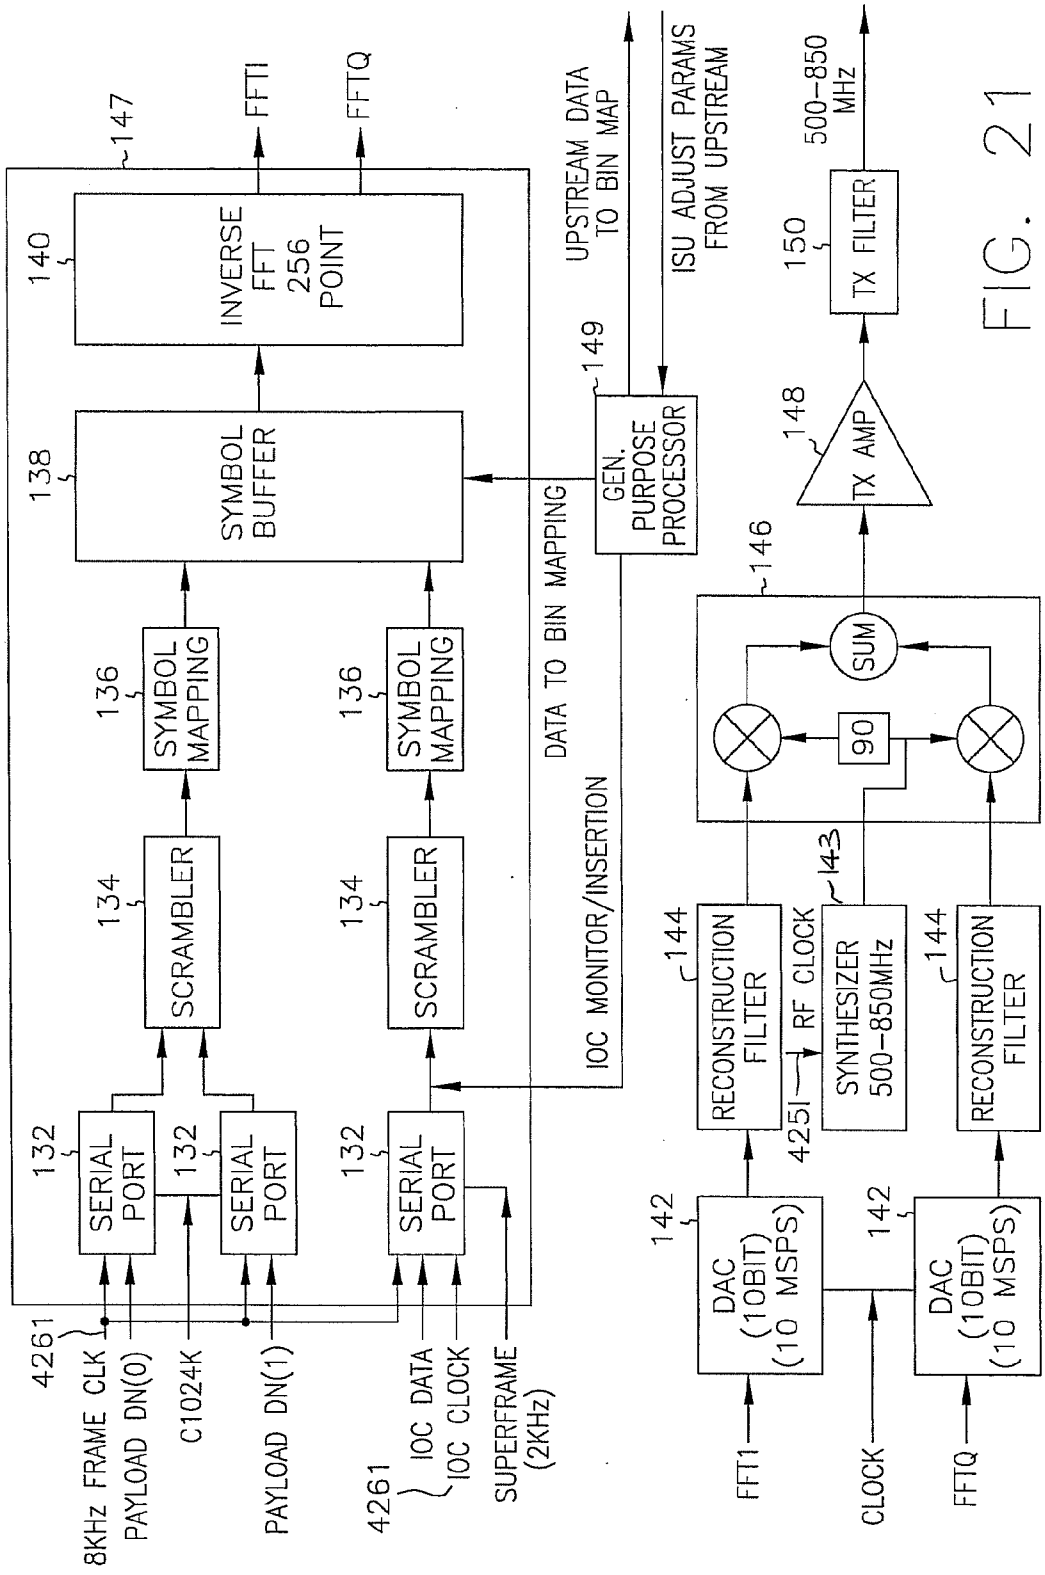 8KHz FRAME CLK
4261
PAYLOAD DN(0)
C1024K
PAYLOAD DN(1)
4261
IOC DATA
IOC CLOCK
SUPERFRAME
(2KHz)
132
SERIAL
PORT
132
SERIAL
PORT
132
SERIAL
PORT
134
SCRAMBLER
134
SCRAMBLER
136
SYMBOL
MAPPING
136
SYMBOL
MAPPING
138
SYMBOL
BUFFER
140
INVERSE
FFT
256
POINT
147
FFTI
FFTQ
IOC MONITOR/INSERTION
DATA TO BIN MAPPING
149
GEN.
PURPOSE
PROCESSOR
UPSTREAM DATA
TO BIN MAP
ISU ADJUST PARAMS
FROM UPSTREAM
FFT1
CLOCK
FFTQ
142
DAC
(10BIT)
(10 MSPS)
142
DAC
(10BIT)
(10 MSPS)
144
RECONSTRUCTION
FILTER
4251
RF CLOCK
SYNTHESIZER
500-850MHz
143
144
RECONSTRUCTION
FILTER
90
SUM
146
148
TX AMP
150
TX FILTER
500-850
MHz
FIG. 21